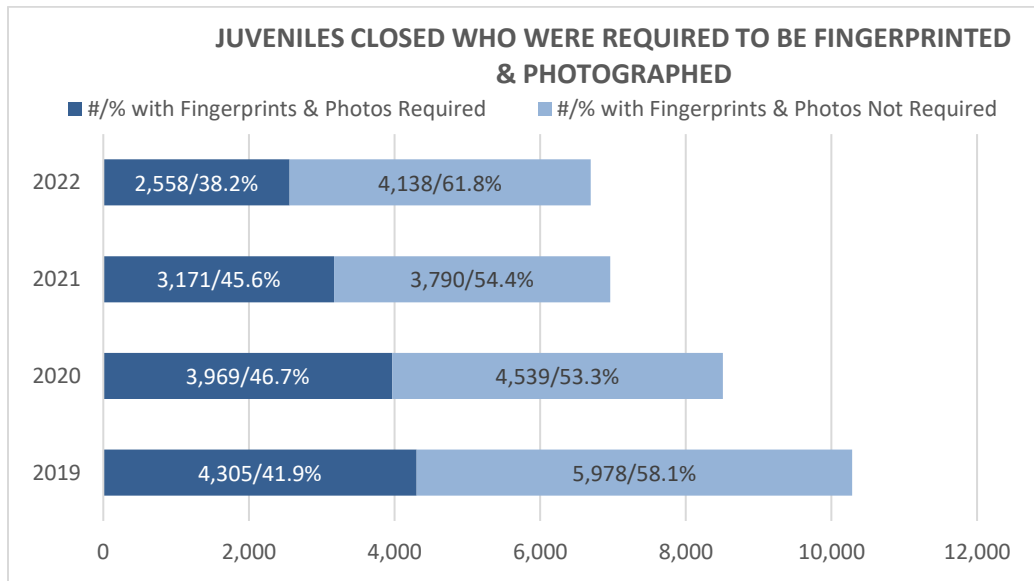 JUVENILES CLOSED WHO WERE REQUIRED TO BE FINGERPRINTED
& PHOTOGRAPHED
#/% with Fingerprints & Photos Required #/% with Fingerprints & Photos Not Required
2022 2,558/38.2% 4,138/61.8%
2021 3,171/45.6% 3,790/54.4%
2020 3,969/46.7% 4,539/53.3%
2019 4,305/41.9% 5,978/58.1%
0 2,000 4,000 6,000 8,000 10,000 12,000